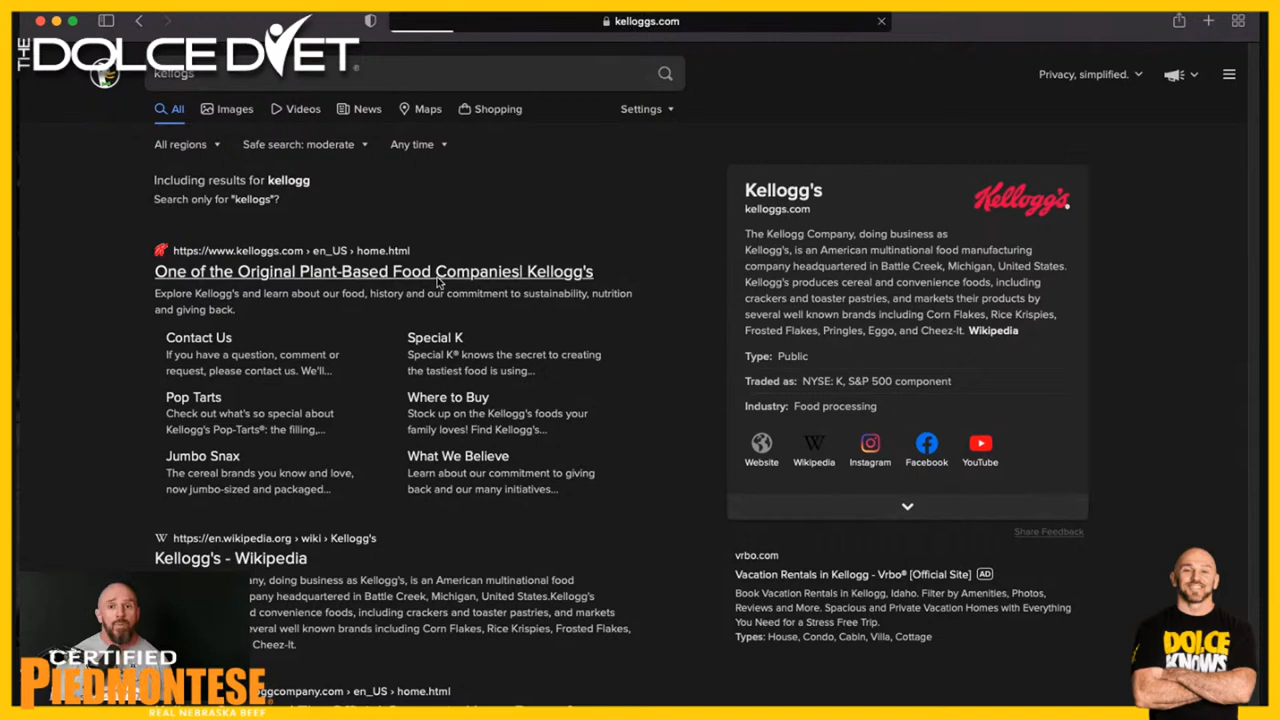 kelloggs.com
THE
DOLCE DIET®
kellogs
Privacy, simplified.
All Images Videos News Maps Shopping Settings
All regions Safe search: moderate Any time
Including results for kellogg
Search only for "kellogs"?
https://www.kelloggs.com › en_US › home.html
One of the Original Plant-Based Food Companies| Kellogg's
Explore Kellogg's and learn about our food, history and our commitment to sustainability, nutrition
and giving back.
Contact Us
If you have a question, comment or
request, please contact us. We'll...
Special K
Special K® knows the secret to creating
the tastiest food is using...
Pop Tarts
Check out what's so special about
Kellogg's Pop-Tarts®: the filling,...
Where to Buy
Stock up on the Kellogg's foods your
family loves! Find Kellogg's...
Jumbo Snax
The cereal brands you know and love,
now jumbo-sized and packaged...
What We Believe
Learn about our commitment to giving
back and our many initiatives...
W https://en.wikipedia.org › wiki › Kellogg's
Kellogg's - Wikipedia
ny, doing business as Kellogg's, is an American multinational food
mpany headquartered in Battle Creek, Michigan, United States.Kellogg's
d convenience foods, including crackers and toaster pastries, and markets
everal well known brands including Corn Flakes, Rice Krispies, Frosted Flakes,
Cheez-It.
ggcompany.com › en_US › home.html
Kellogg's
kelloggs.com
Kellogg's
The Kellogg Company, doing business as
Kellogg's, is an American multinational food manufacturing
company headquartered in Battle Creek, Michigan, United States.
Kellogg's produces cereal and convenience foods, including
crackers and toaster pastries, and markets their products by
several well known brands including Corn Flakes, Rice Krispies,
Frosted Flakes, Pringles, Eggo, and Cheez-It. Wikipedia
Type: Public
Traded as: NYSE: K, S&P 500 component
Industry: Food processing
W
Website Wikipedia Instagram Facebook YouTube
Share Feedback
vrbo.com
Vacation Rentals in Kellogg - Vrbo® [Official Site] AD
Book Vacation Rentals in Kellogg, Idaho. Filter by Amenities, Photos,
Reviews and More. Spacious and Private Vacation Homes with Everything
You Need for a Stress Free Trip.
Types: House, Condo, Cabin, Villa, Cottage
CERTIFIED
PIEDMONTESE®
REAL NEBRASKA BEEF
DOLCE
KNOWS